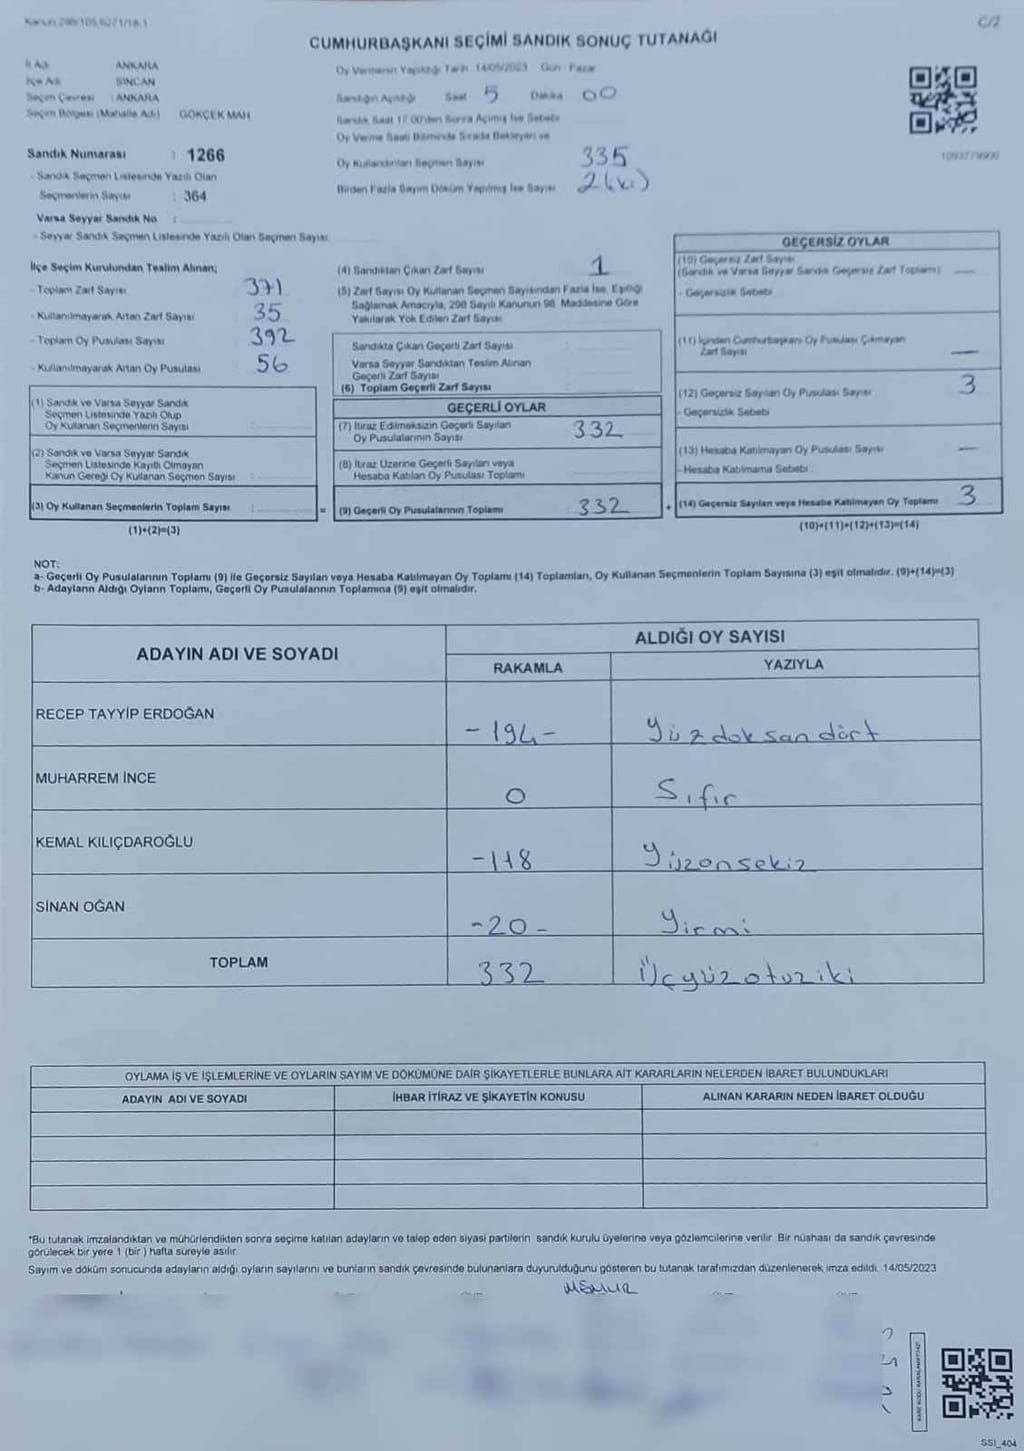 Kanun:298/105,6271/18-1
C/2
CUMHURBAŞKANI SEÇİMİ SANDIK SONUÇ TUTANAĞI
İl Adı : ANKARA
İlçe Adı : SİNCAN
Seçim Çevresi : ANKARA
Seçim Bölgesi (Mahalle Adı) : GÖKÇEK MAH
Sandık Numarası : 1266
- Sandık Seçmen Listesinde Yazılı Olan
Seçmenlerin Sayısı : 364
Varsa Seyyar Sandık No :
- Seyyar Sandık Seçmen Listesinde Yazılı Olan Seçmen Sayısı:
Oy Vermenin Yapıldığı Tarih 14/05/2023 Gün : Pazar
Sandığın Açıldığı Saat 5 Dakika 00
Sandık Saat 17.00'den Sonra Açılmış İse Sebebi
Oy Verme Saati Bitiminde Sırada Bekleyen ve
Oy Kullandırılan Seçmen Sayısı 335
Birden Fazla Sayım Döküm Yapılmış İse Sayısı 2 (iki)
İlçe Seçim Kurulundan Teslim Alınan;
- Toplam Zarf Sayısı 371
- Kullanılmayarak Artan Zarf Sayısı 35
- Toplam Oy Pusulası Sayısı 392
- Kullanılmayarak Artan Oy Pusulası 56
(1) Sandık ve Varsa Seyyar Sandık
Seçmen Listesinde Yazılı Olup
Oy Kullanan Seçmenlerin Sayısı :
(2) Sandık ve Varsa Seyyar Sandık
Seçmen Listesinde Kayıtlı Olmayan
Kanun Gereği Oy Kullanan Seçmen Sayısı :
(3) Oy Kullanan Seçmenlerin Toplam Sayısı : =
(1)+(2)=(3)
(4) Sandıktan Çıkan Zarf Sayısı 1
(5) Zarf Sayısı Oy Kullanan Seçmen Sayısından Fazla İse, Eşitliği
Sağlamak Amacıyla, 298 Sayılı Kanunun 98. Maddesine Göre
Yakılarak Yok Edilen Zarf Sayısı
Sandıkta Çıkan Geçerli Zarf Sayısı
Varsa Seyyar Sandıktan Teslim Alınan
Geçerli Zarf Sayısı
(6) Toplam Geçerli Zarf Sayısı
GEÇERLİ OYLAR
(7) İtiraz Edilmeksizin Geçerli Sayılan
Oy Pusulalarının Sayısı 332
(8) İtiraz Üzerine Geçerli Sayılan veya
Hesaba Katılan Oy Pusulası Toplamı
(9) Geçerli Oy Pusulalarının Toplamı 332 +
GEÇERSİZ OYLAR
(10) Geçersiz Zarf Sayısı
(Sandık ve Varsa Seyyar Sandık Geçersiz Zarf Toplamı) —
- Geçersizlik Sebebi
(11) İçinden Cumhurbaşkanı Oy Pusulası Çıkmayan
Zarf Sayısı —
(12) Geçersiz Sayılan Oy Pusulası Sayısı 3
- Geçersizlik Sebebi
(13) Hesaba Katılmayan Oy Pusulası Sayısı —
- Hesaba Katılmama Sebebi
(14) Geçersiz Sayılan veya Hesaba Katılmayan Oy Toplamı 3
(10)+(11)+(12)+(13)=(14)
NOT:
a- Geçerli Oy Pusulalarının Toplamı (9) ile Geçersiz Sayılan veya Hesaba Katılmayan Oy Toplamı (14) Toplamları, Oy Kullanan Seçmenlerin Toplam Sayısına (3) eşit olmalıdır. (9)+(14)=(3)
b- Adayların Aldığı Oyların Toplamı, Geçerli Oy Pusulalarının Toplamına (9) eşit olmalıdır.
ADAYIN ADI VE SOYADI
ALDIĞI OY SAYISI
RAKAMLA YAZIYLA
RECEP TAYYİP ERDOĞAN -194- Yüzdoksandört
MUHARREM İNCE 0 Sıfır
KEMAL KILIÇDAROĞLU -118 Yüzonsekiz
SİNAN OĞAN -20- Yirmi
TOPLAM 332 Üçyüzotuziki
OYLAMA İŞ VE İŞLEMLERİNE VE OYLARIN SAYIM VE DÖKÜMÜNE DAİR ŞİKAYETLERLE BUNLARA AİT KARARLARIN NELERDEN İBARET BULUNDUKLARI
ADAYIN ADI VE SOYADI İHBAR İTİRAZ VE ŞİKAYETİN KONUSU ALINAN KARARIN NEDEN İBARET OLDUĞU
*Bu tutanak imzalandıktan ve mühürlendikten sonra seçime katılan adayların ve talep eden siyasi partilerin sandık kurulu üyelerine veya gözlemcilerine verilir. Bir nüshası da sandık çevresinde
görülecek bir yere 1 (bir ) hafta süreyle asılır.
Sayım ve döküm sonucunda adayların aldığı oyların sayılarını ve bunların sandık çevresinde bulunanlara duyurulduğunu gösteren bu tutanak tarafımızdan düzenlenerek imza edildi. 14/05/2023
MEMUR
SSI_404